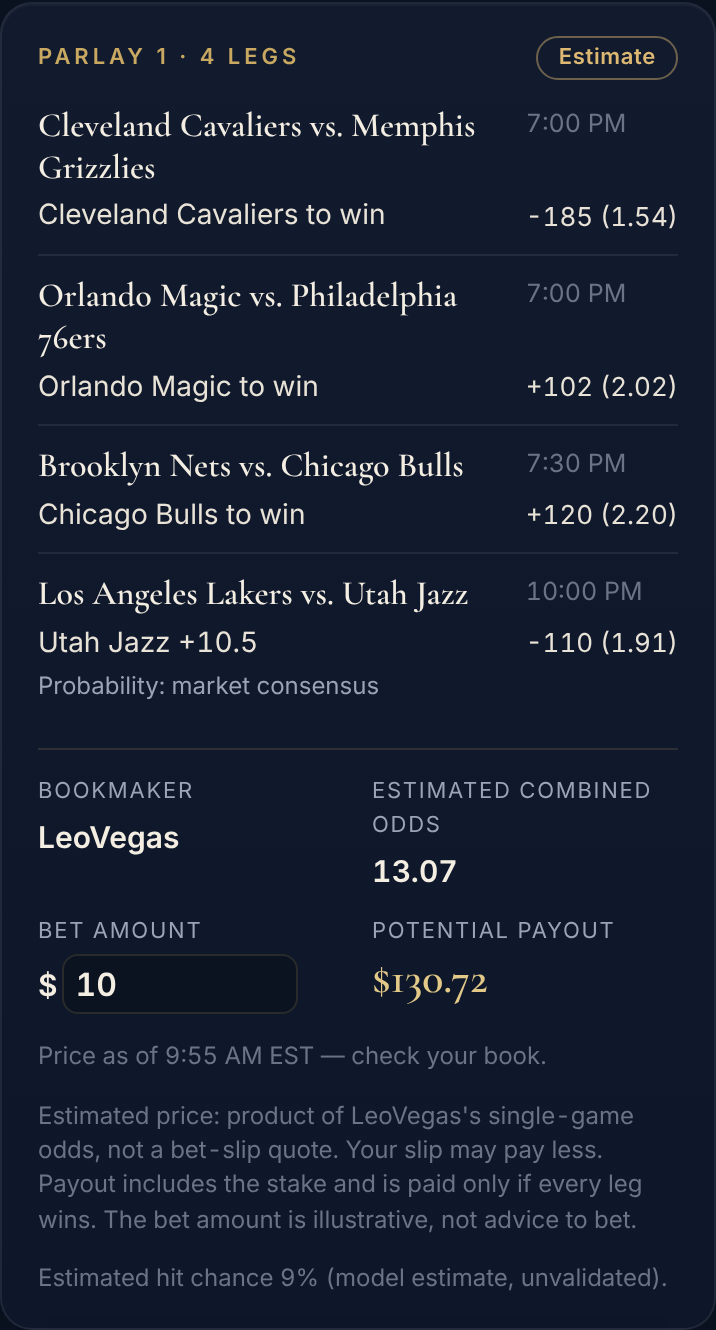 PARLAY 1 · 4 LEGS
Estimate
Cleveland Cavaliers vs. Memphis
Grizzlies
7:00 PM
Cleveland Cavaliers to win
-185 (1.54)
Orlando Magic vs. Philadelphia
76ers
7:00 PM
Orlando Magic to win
+102 (2.02)
Brooklyn Nets vs. Chicago Bulls
7:30 PM
Chicago Bulls to win
+120 (2.20)
Los Angeles Lakers vs. Utah Jazz
10:00 PM
Utah Jazz +10.5
-110 (1.91)
Probability: market consensus
BOOKMAKER
LeoVegas
ESTIMATED COMBINED
ODDS
13.07
BET AMOUNT
$ 10
POTENTIAL PAYOUT
$130.72
Price as of 9:55 AM EST — check your book.
Estimated price: product of LeoVegas's single-game
odds, not a bet-slip quote. Your slip may pay less.
Payout includes the stake and is paid only if every leg
wins. The bet amount is illustrative, not advice to bet.
Estimated hit chance 9% (model estimate, unvalidated).